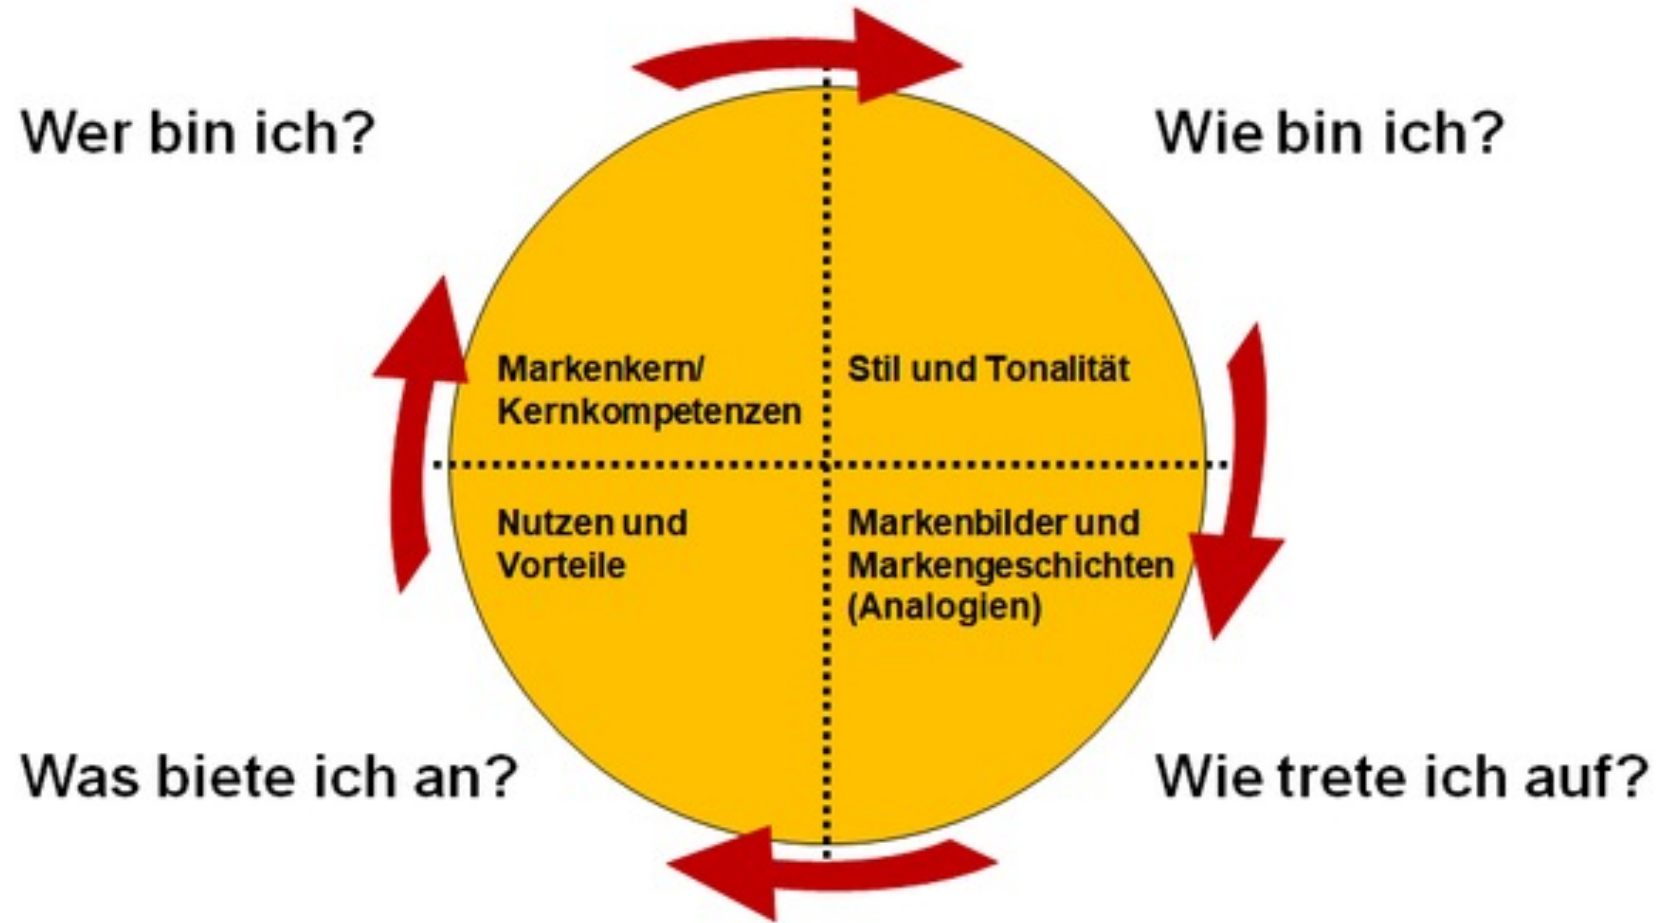 Wer bin ich?
Wie bin ich?
Markenkern/
Kernkompetenzen
Stil und Tonalität
Nutzen und
Vorteile
Markenbilder und
Markengeschichten
(Analogien)
Was biete ich an?
Wie trete ich auf?